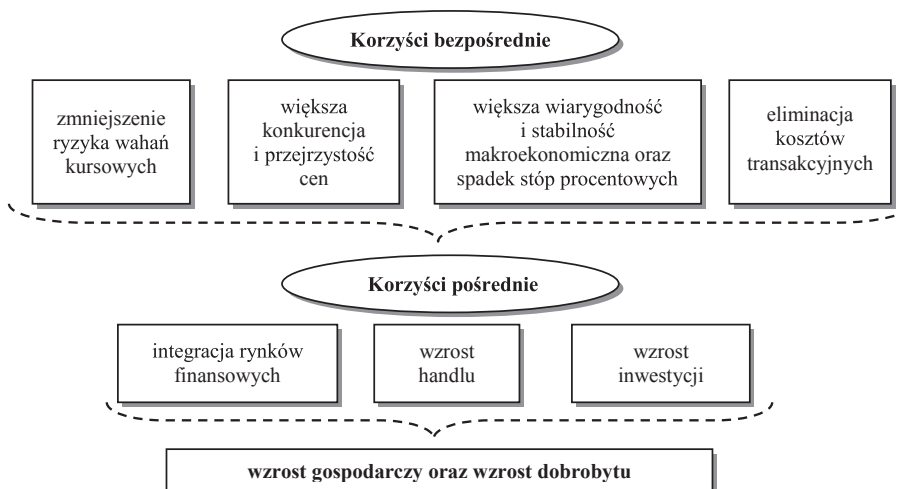 Korzyści bezpośrednie
zmniejszenie
ryzyka wahań
kursowych
większa
konkurencja
i przejrzystość
cen
większa wiarygodność
i stabilność
makroekonomiczna oraz
spadek stóp procentowych
eliminacja
kosztów
transakcyjnych
Korzyści pośrednie
integracja rynków
finansowych
wzrost
handlu
wzrost
inwestycji
wzrost gospodarczy oraz wzrost dobrobytu